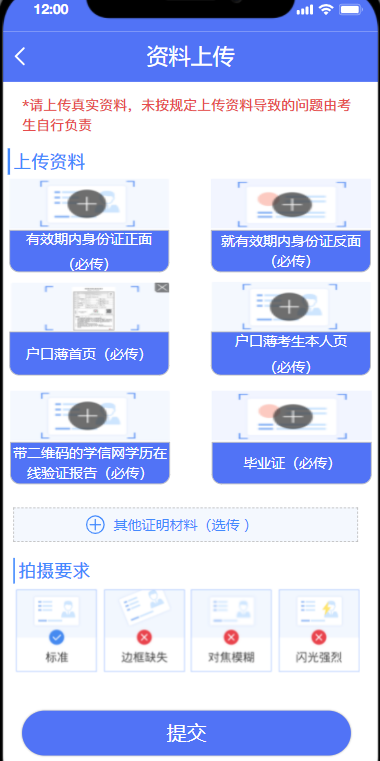 12:00
资料上传
*请上传真实资料，未按规定上传资料导致的问题由考
生自行负责
上传资料
有效期内身份证正面
（必传）
就有效期内身份证反面
（必传）
户口薄首页（必传）
户口薄考生本人页
（必传）
带二维码的学信网学历在
线验证报告（必传）
毕业证（必传）
其他证明材料（选传 ）
拍摄要求
标准
边框缺失
对焦模糊
闪光强烈
提交